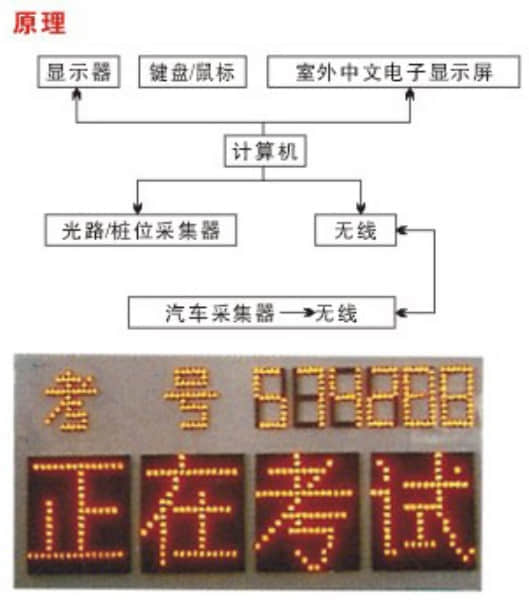 原理
显示器 键盘/鼠标 室外中文电子显示屏
计算机
光路/桩位采集器 无线
汽车采集器 → 无线
考 号
正在考试